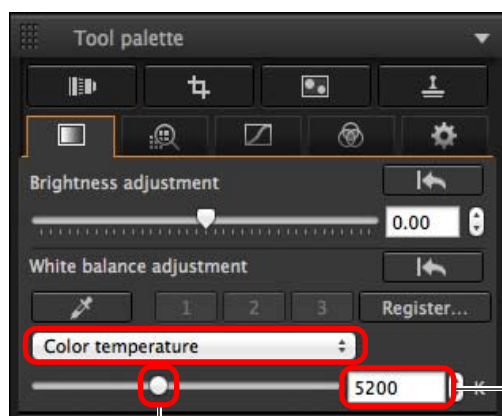 Tool palette
Brightness adjustment
0.00
White balance adjustment
1 2 3 Register...
Color temperature
5200 K